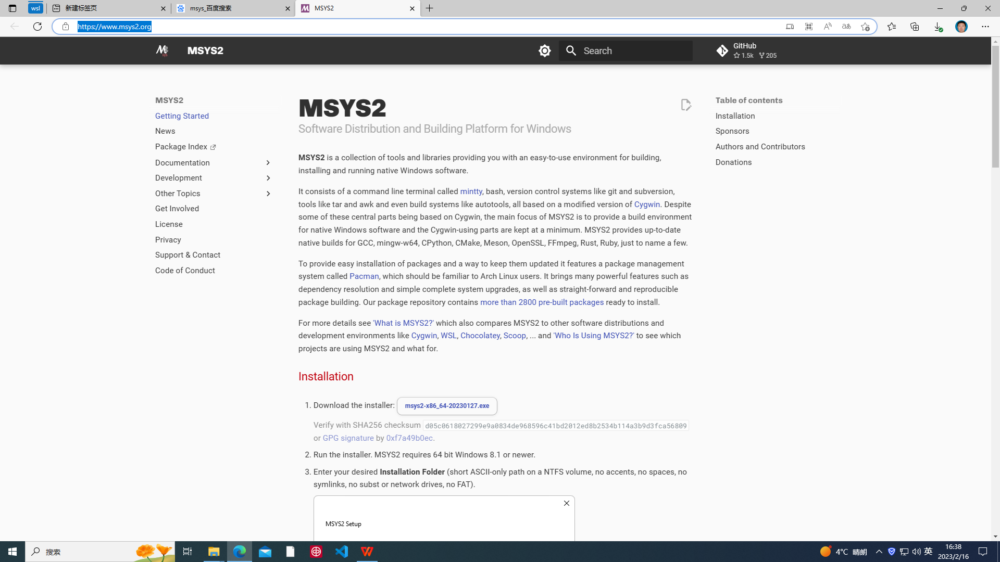 wsl
新建标签页
msys_百度搜索
MSYS2
https://www.msys2.org
MSYS2
Search
GitHub
1.5k 205
MSYS2
Getting Started
News
Package Index
Documentation
Development
Other Topics
Get Involved
License
Privacy
Support & Contact
Code of Conduct
MSYS2
Software Distribution and Building Platform for Windows
MSYS2 is a collection of tools and libraries providing you with an easy-to-use environment for building,
installing and running native Windows software.
It consists of a command line terminal called mintty, bash, version control systems like git and subversion,
tools like tar and awk and even build systems like autotools, all based on a modified version of Cygwin. Despite
some of these central parts being based on Cygwin, the main focus of MSYS2 is to provide a build environment
for native Windows software and the Cygwin-using parts are kept at a minimum. MSYS2 provides up-to-date
native builds for GCC, mingw-w64, CPython, CMake, Meson, OpenSSL, FFmpeg, Rust, Ruby, just to name a few.
To provide easy installation of packages and a way to keep them updated it features a package management
system called Pacman, which should be familiar to Arch Linux users. It brings many powerful features such as
dependency resolution and simple complete system upgrades, as well as straight-forward and reproducible
package building. Our package repository contains more than 2800 pre-built packages ready to install.
For more details see 'What is MSYS2?' which also compares MSYS2 to other software distributions and
development environments like Cygwin, WSL, Chocolatey, Scoop, ... and 'Who Is Using MSYS2?' to see which
projects are using MSYS2 and what for.
Installation
1. Download the installer: msys2-x86_64-20230127.exe
Verify with SHA256 checksum d05c0618027299e9a0834de968596c41bd2012ed8b2534b114a3b9d3fca56809
or GPG signature by 0xf7a49b0ec.
2. Run the installer. MSYS2 requires 64 bit Windows 8.1 or newer.
3. Enter your desired Installation Folder (short ASCII-only path on a NTFS volume, no accents, no spaces, no
symlinks, no subst or network drives, no FAT).
MSYS2 Setup
Table of contents
Installation
Sponsors
Authors and Contributors
Donations
搜索
4°C 晴朗
英
16:38
2023/2/16